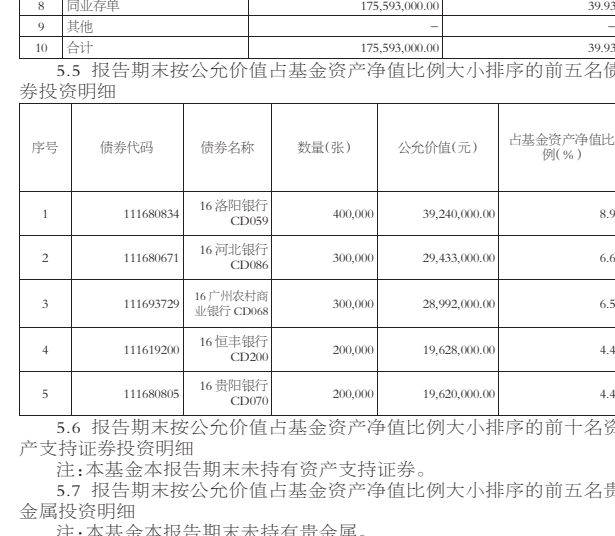 8 同业存单 175,593,000.00 39.93
9 其他 – –
10 合计 175,593,000.00 39.93
5.5 报告期末按公允价值占基金资产净值比例大小排序的前五名债
券投资明细
序号 债券代码 债券名称 数量(张) 公允价值(元) 占基金资产净值比
例(%)
1 111680834 16 洛阳银行
CD059 400,000 39,240,000.00 8.9
2 111680671 16 河北银行
CD086 300,000 29,433,000.00 6.6
3 111693729 16 广州农村商
业银行 CD068 300,000 28,992,000.00 6.5
4 111619200 16 恒丰银行
CD200 200,000 19,628,000.00 4.4
5 111680805 16 贵阳银行
CD070 200,000 19,620,000.00 4.4
5.6 报告期末按公允价值占基金资产净值比例大小排序的前十名资
产支持证券投资明细
注:本基金本报告期末未持有资产支持证券。
5.7 报告期末按公允价值占基金资产净值比例大小排序的前五名贵
金属投资明细
注:本基金本报告期末未持有贵金属。